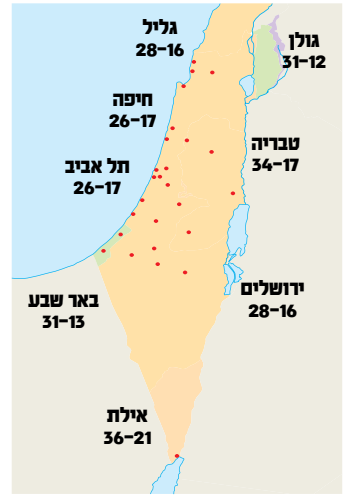 גליל
28-16
גולן
31-12
חיפה
26-17
טבריה
34-17
תל אביב
26-17
ירושלים
28-16
באר שבע
31-13
אילת
36-21